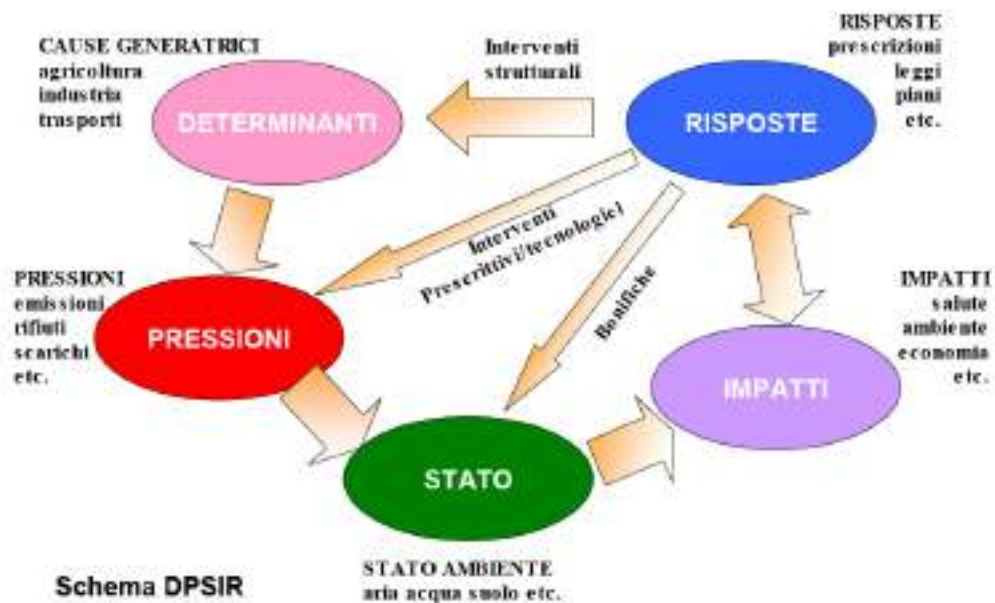 CAUSE GENERATRICI
agricoltura
industria
trasporti
DETERMINANTI
Interventi
strutturali
RISPOSTE
prescrizioni
leggi
piani
etc.
RISPOSTE
Interventi
Prescrittivi/tecnologici
Bonifiche
PRESSIONI
emissioni
rifiuti
scarichi
etc.
PRESSIONI
IMPATTI
salute
ambiente
economia
etc.
IMPATTI
STATO
STATO AMBIENTE
aria acqua suolo etc.
Schema DPSIR